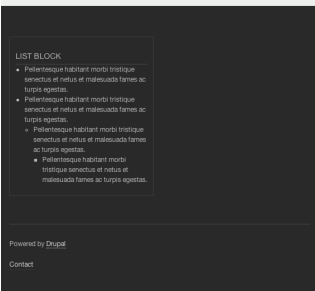 LIST BLOCK
Pellentesque habitant morbi tristique
senectus et netus et malesuada fames ac
turpis egestas.
Pellentesque habitant morbi tristique
senectus et netus et malesuada fames ac
turpis egestas.
Pellentesque habitant morbi tristique
senectus et netus et malesuada fames
ac turpis egestas.
Pellentesque habitant morbi
tristique senectus et netus et
malesuada fames ac turpis egestas.
Powered by Drupal
Contact